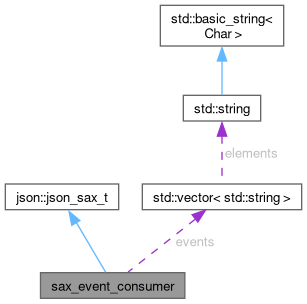 std::basic_string<
Char >
std::string
elements
json::json_sax_t
std::vector< std::string >
events
sax_event_consumer